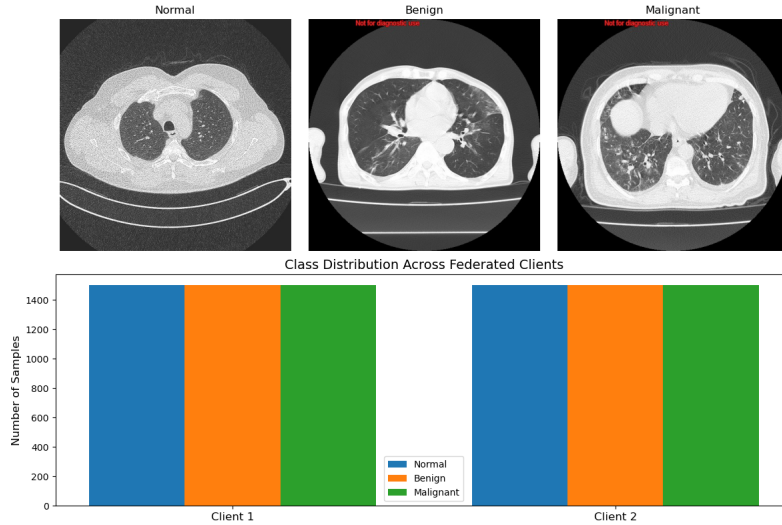 Normal
Benign
Malignant
Not for diagnostic use
Not for diagnostic use
Class Distribution Across Federated Clients
Number of Samples
1400
1200
1000
800
600
400
200
0
Normal
Benign
Malignant
Client 1
Client 2